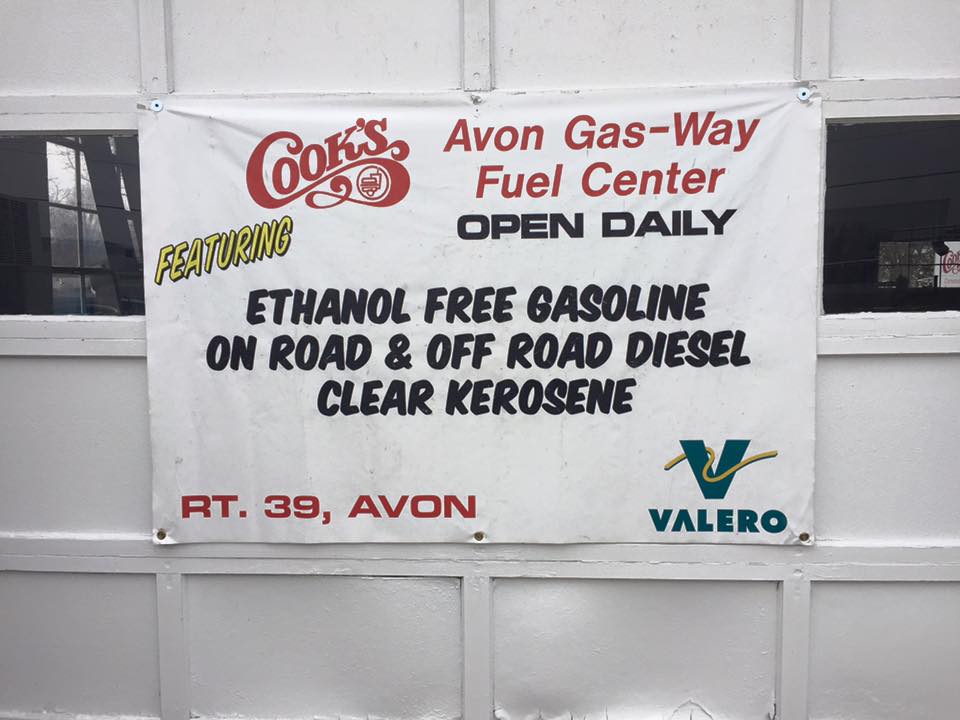 COOK'S
Avon Gas-Way
Fuel Center
OPEN DAILY
FEATURING
ETHANOL FREE GASOLINE
ON ROAD & OFF ROAD DIESEL
CLEAR KEROSENE
RT. 39, AVON
VALERO